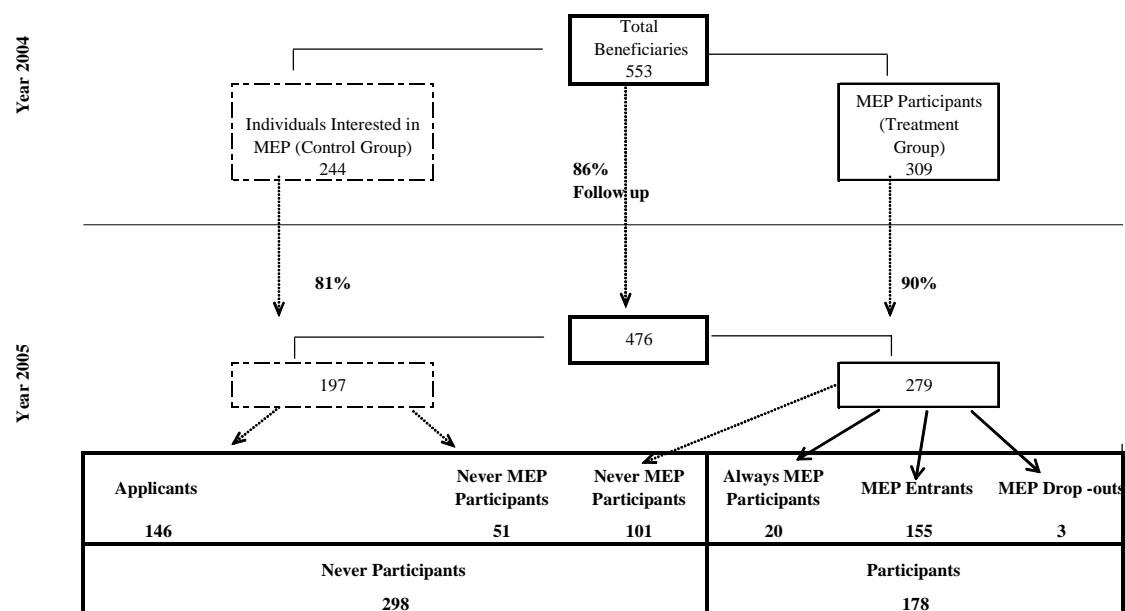 Year 2004
Total
Beneficiaries
553
Individuals Interested in
MEP (Control Group)
244
MEP Participants
(Treatment
Group)
309
86%
Follow up
81%
90%
Year 2005
476
197
279
Applicants
146
Never MEP
Participants
51
Never MEP
Participants
101
Always MEP
Participants
20
MEP Entrants
155
MEP Drop -outs
3
Never Participants
298
Participants
178